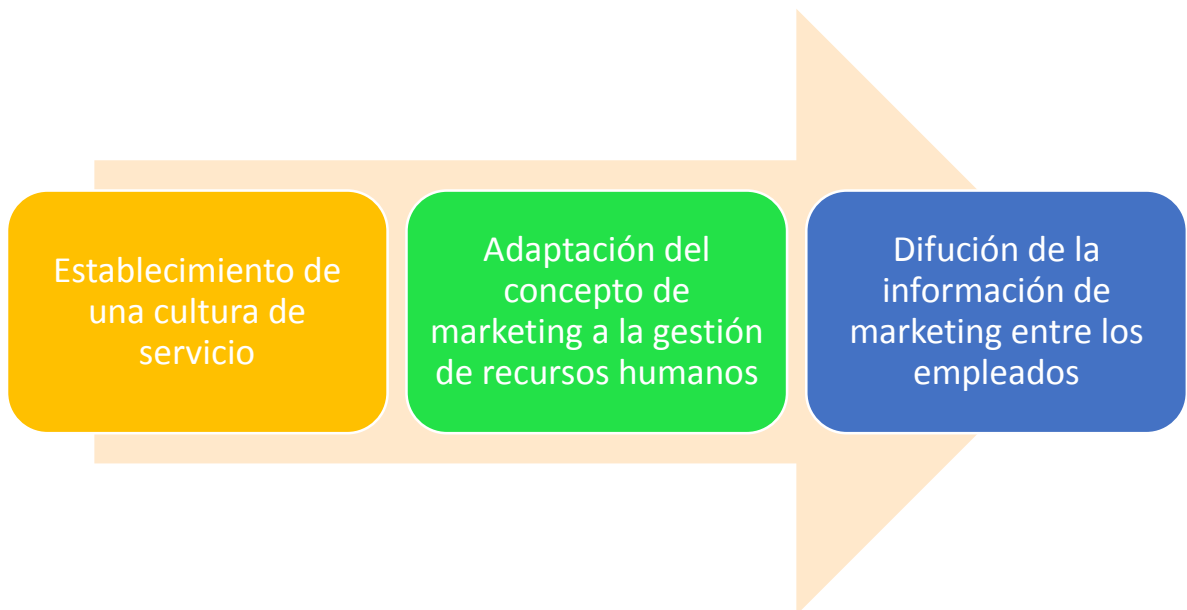 Establecimiento de
una cultura de
servicio
Adaptación del
concepto de
marketing a la gestión
de recursos humanos
Difución de la
información de
marketing entre los
empleados